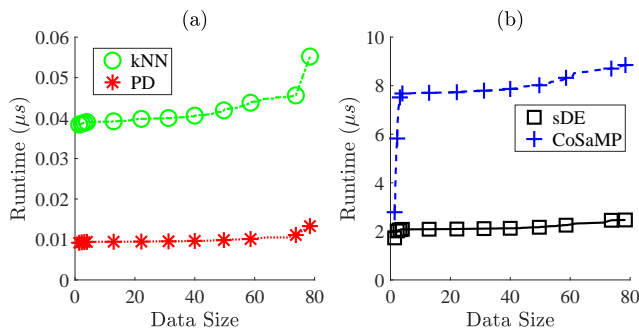 (a)
Runtime (μs)
0.06
0.05
0.04
0.03
0.02
0.01
0
kNN
PD
0 20 40 60 80
Data Size
(b)
Runtime (μs)
10
8
6
4
2
0
sDE
CoSaMP
0 20 40 60 80
Data Size